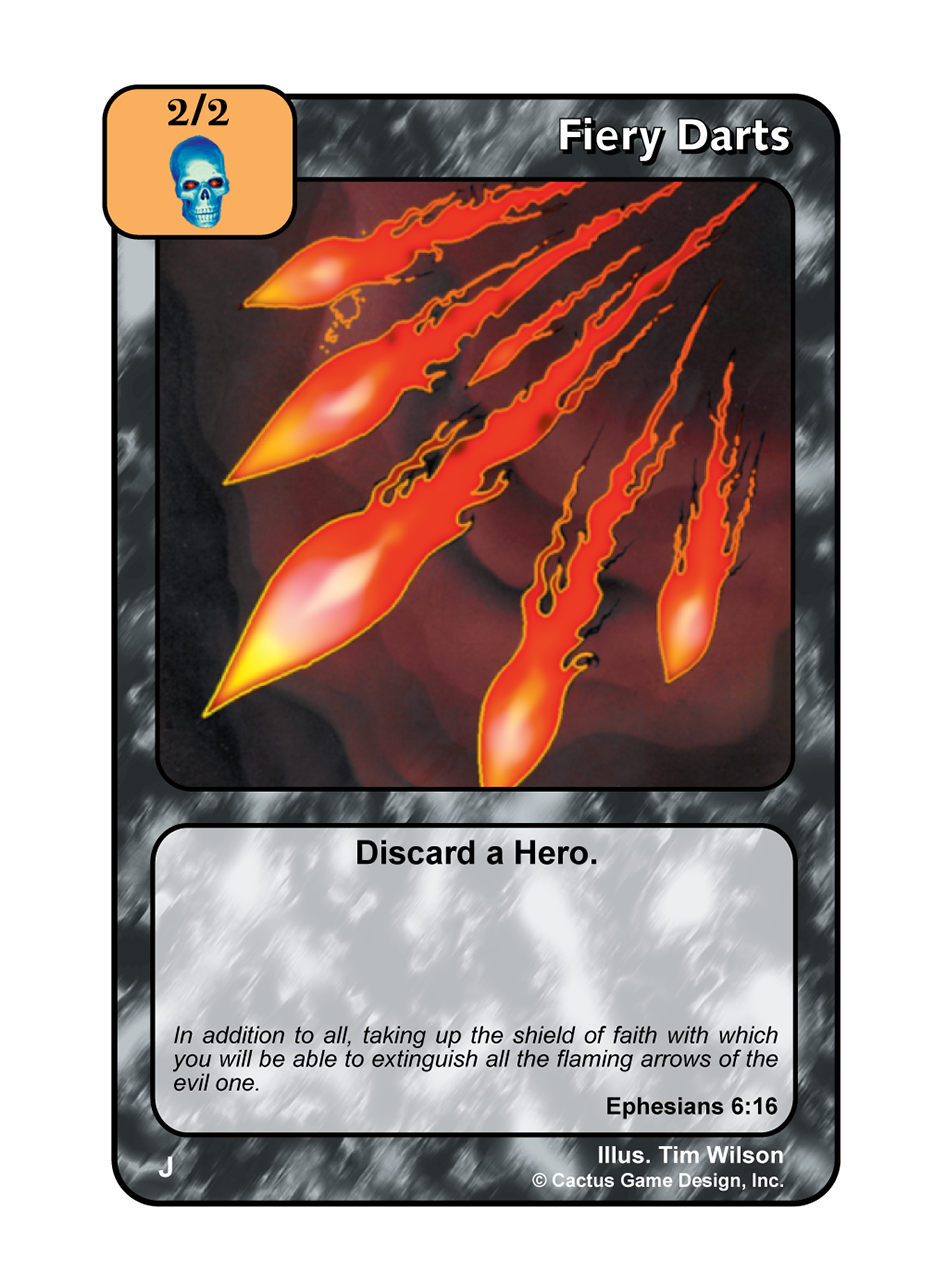 2/2
Fiery Darts
Discard a Hero.
In addition to all, taking up the shield of faith with which
you will be able to extinguish all the flaming arrows of the
evil one.
Ephesians 6:16
J
Illus. Tim Wilson
© Cactus Game Design, Inc.